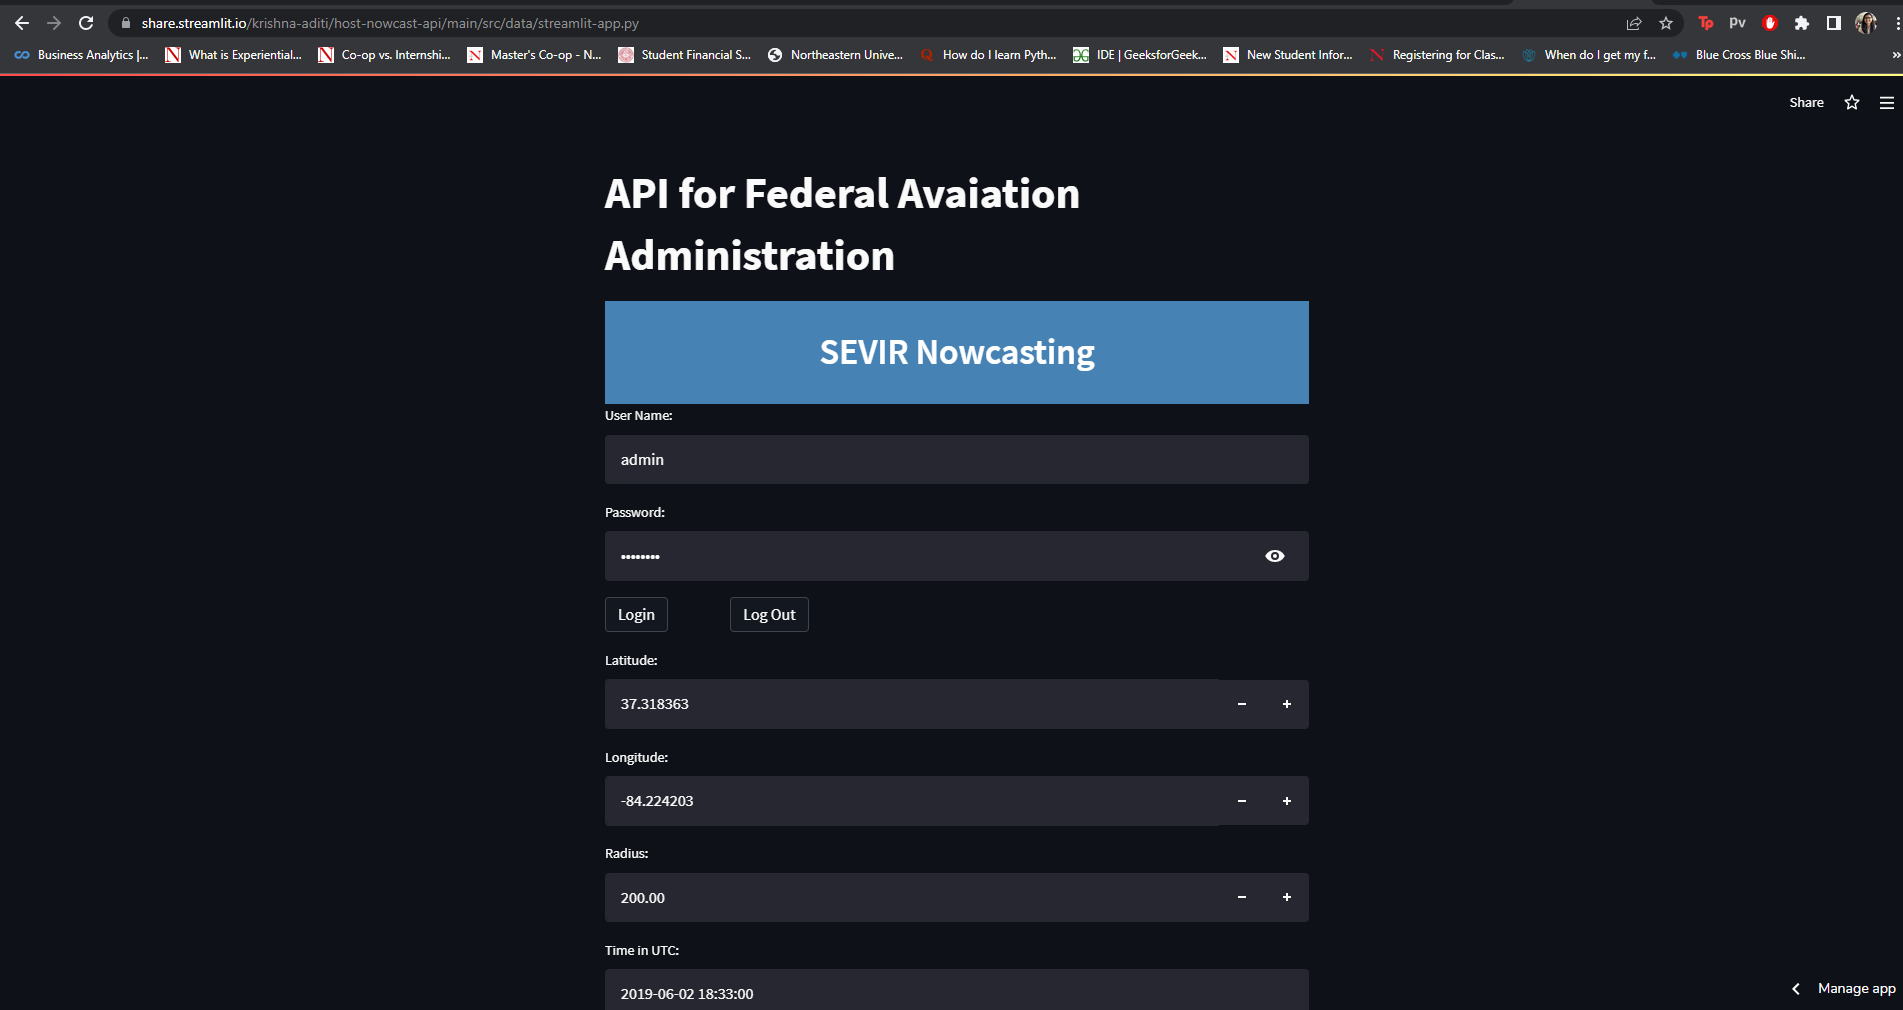 share.streamlit.io/krishna-aditi/host-nowcast-api/main/src/data/streamlit-app.py
Tp Pv
Business Analytics |... What is Experiential... Co-op vs. Internshi... Master's Co-op - N... Student Financial S... Northeastern Unive... How do I learn Pyth... IDE | GeeksforGeek... New Student Infor... Registering for Clas... When do I get my f... Blue Cross Blue Shi... »
Share
API for Federal Avaiation
Administration
SEVIR Nowcasting
User Name:
admin
Password:
••••••••
Login Log Out
Latitude:
37.318363 − +
Longitude:
-84.224203 − +
Radius:
200.00 − +
Time in UTC:
2019-06-02 18:33:00
Manage app